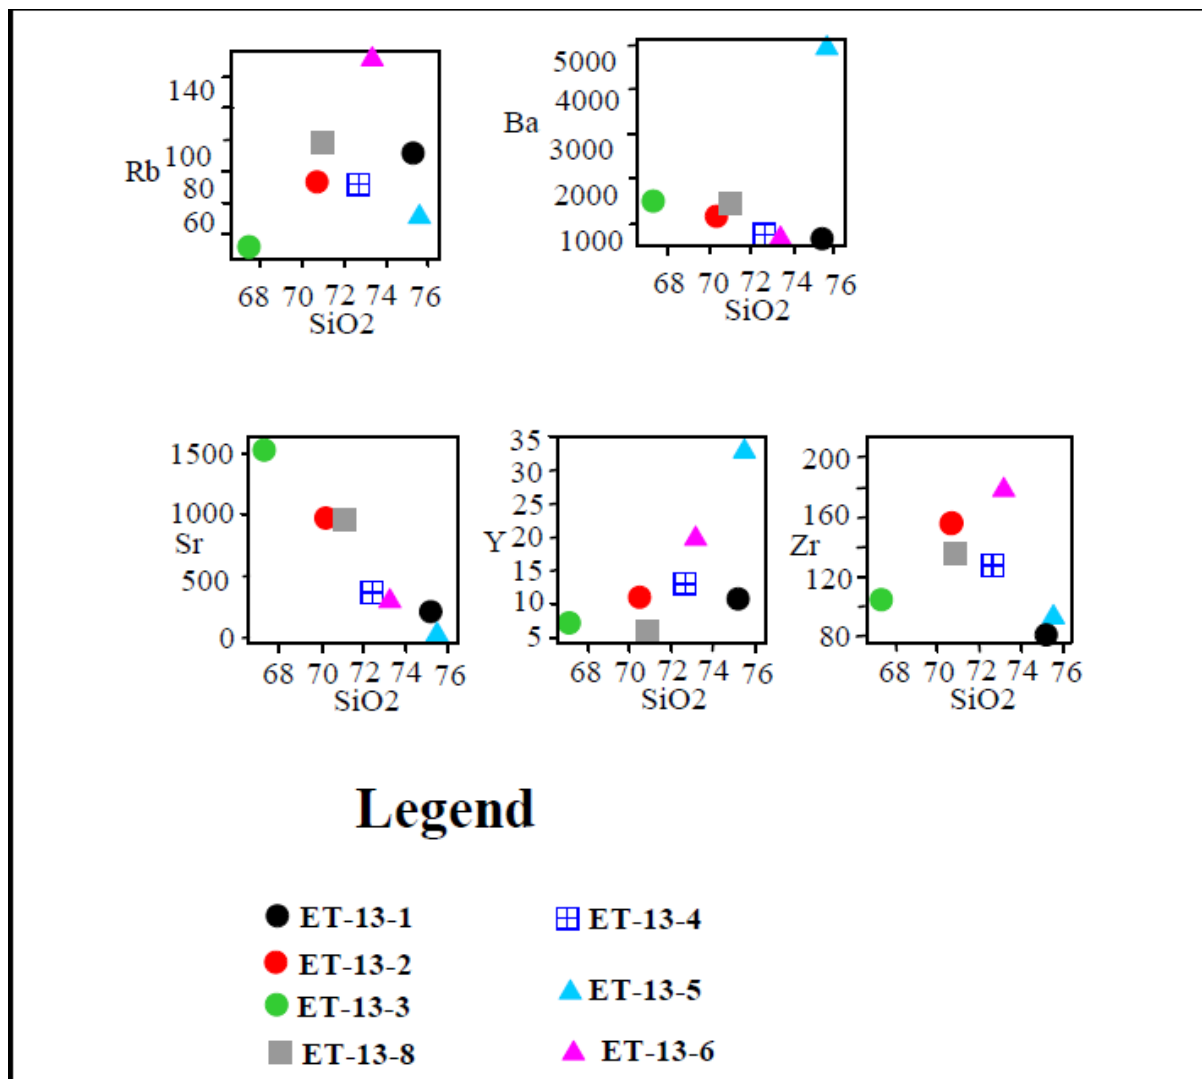 140
Rb
100
80
60
68 70 72 74 76
SiO2
5000
4000
Ba
3000
2000
1000
68 70 72 74 76
SiO2
1500
1000
Sr
500
0
68 70 72 74 76
SiO2
35
30
25
Y 20
15
10
5
68 70 72 74 76
SiO2
200
160
Zr
120
80
68 70 72 74 76
SiO2
Legend
ET-13-1
ET-13-2
ET-13-3
ET-13-8
ET-13-4
ET-13-5
ET-13-6